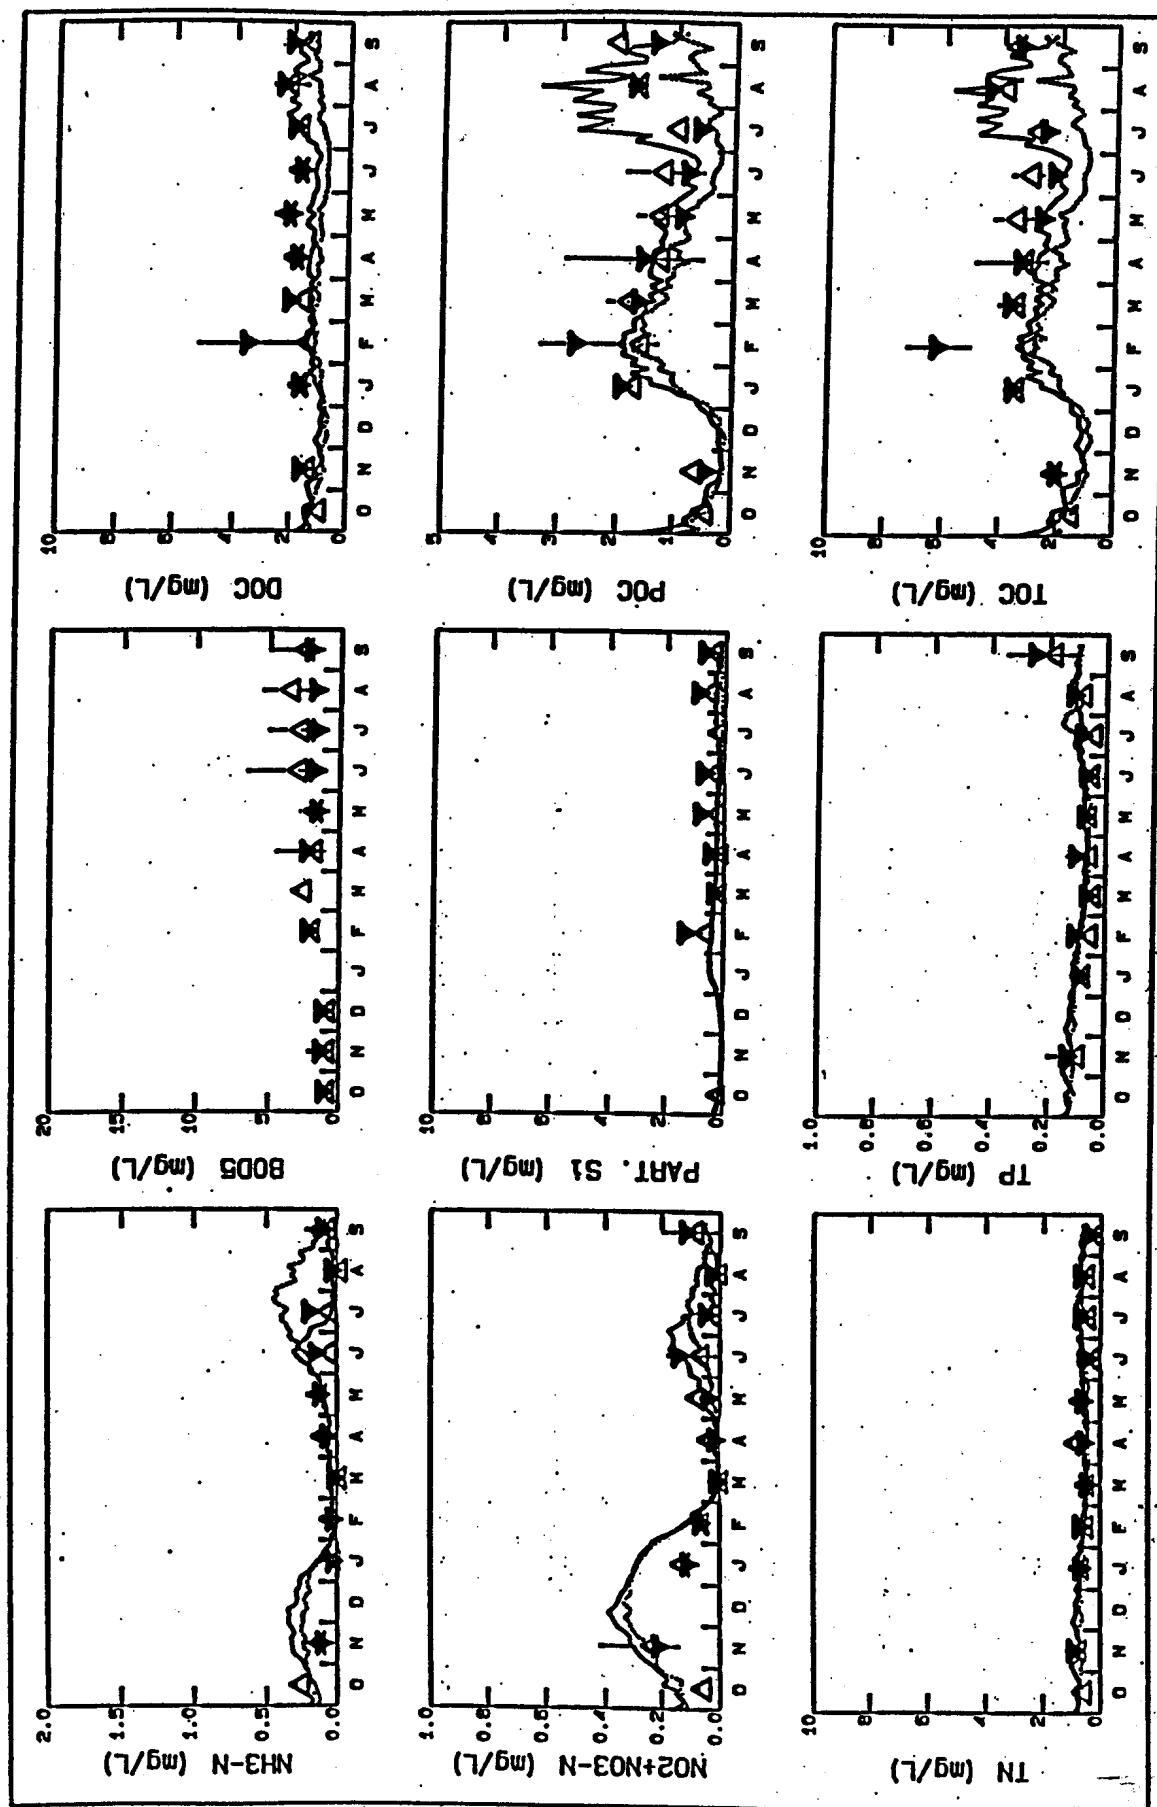 NH3-N (mg/L)
2.0
1.5
1.0
0.5
0.0
O N D J F M A M J J A S
BOD5 (mg/L)
20
15
10
5
0
O N D J F M A M J J A S
DOC (mg/L)
10
8
6
4
2
0
O N D J F M A M J J A S
NO2+NO3-N (mg/L)
1.0
0.8
0.6
0.4
0.2
0.0
O N D J F M A M J J A S
PART. Si (mg/L)
10
8
6
4
2
0
O N D J F M A M J J A S
POC (mg/L)
5
4
3
2
1
0
O N D J F M A M J J A S
TN (mg/L)
10
8
6
4
2
0
O N D J F M A M J J A S
TP (mg/L)
1.0
0.8
0.6
0.4
0.2
0.0
O N D J F M A M J J A S
TOC (mg/L)
10
8
6
4
2
0
O N D J F M A M J J A S